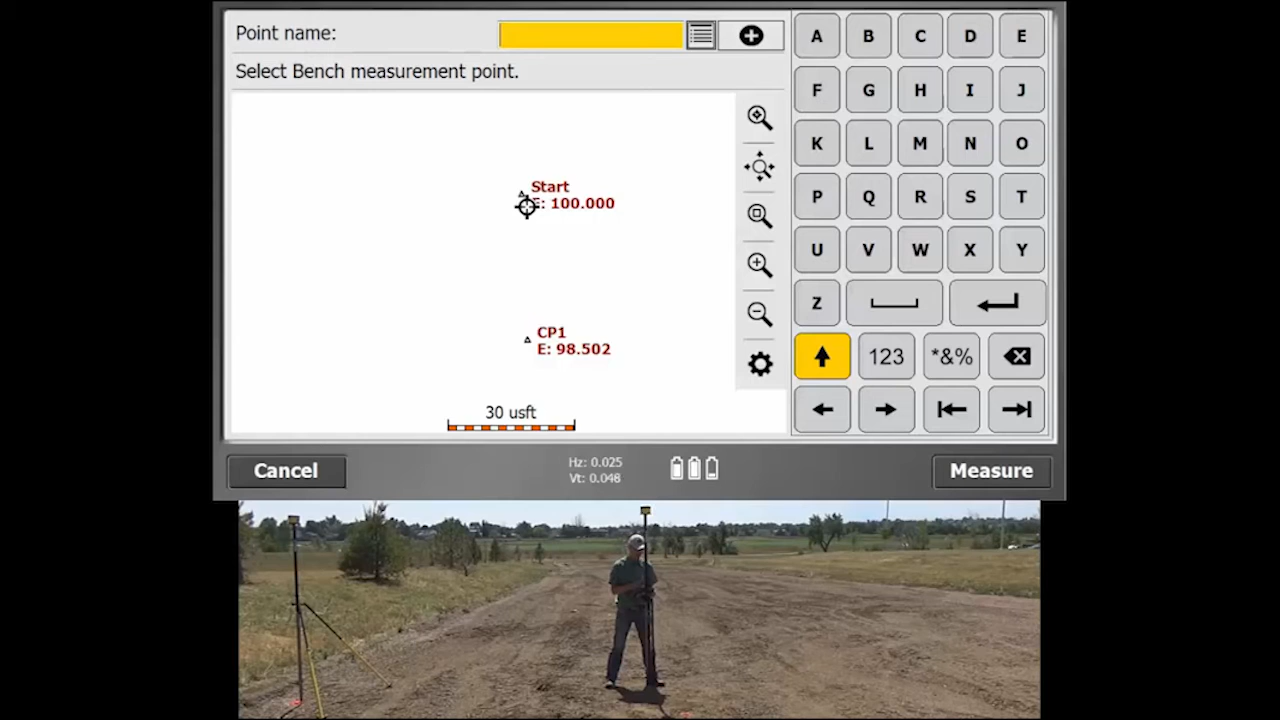 Point name:
Select Bench measurement point.
Start
E: 100.000
CP1
E: 98.502
30 usft
A B C D E
F G H I J
K L M N O
P Q R S T
U V W X Y
Z
123 *&%
Cancel
Hz: 0.025
Vt: 0.046
Measure